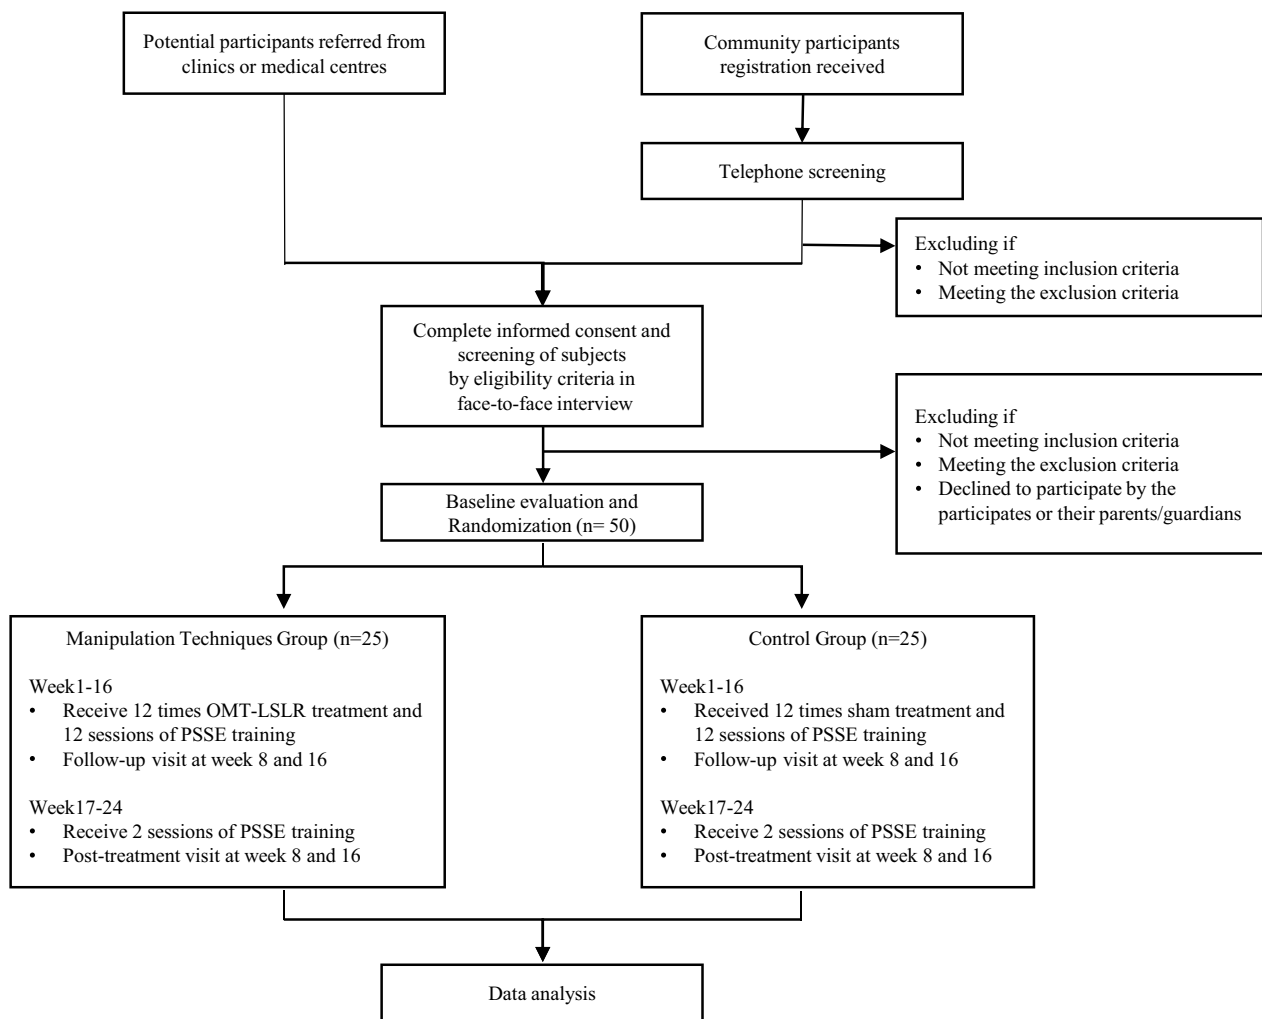 Potential participants referred from
clinics or medical centres
Community participants
registration received
Telephone screening
Excluding if
• Not meeting inclusion criteria
• Meeting the exclusion criteria
Complete informed consent and
screening of subjects
by eligibility criteria in
face-to-face interview
Excluding if
• Not meeting inclusion criteria
• Meeting the exclusion criteria
• Declined to participate by the
participates or their parents/guardians
Baseline evaluation and
Randomization (n= 50)
Manipulation Techniques Group (n=25)
Week1-16
• Receive 12 times OMT-LSLR treatment and
12 sessions of PSSE training
• Follow-up visit at week 8 and 16
Week17-24
• Receive 2 sessions of PSSE training
• Post-treatment visit at week 8 and 16
Control Group (n=25)
Week1-16
• Received 12 times sham treatment and
12 sessions of PSSE training
• Follow-up visit at week 8 and 16
Week17-24
• Receive 2 sessions of PSSE training
• Post-treatment visit at week 8 and 16
Data analysis